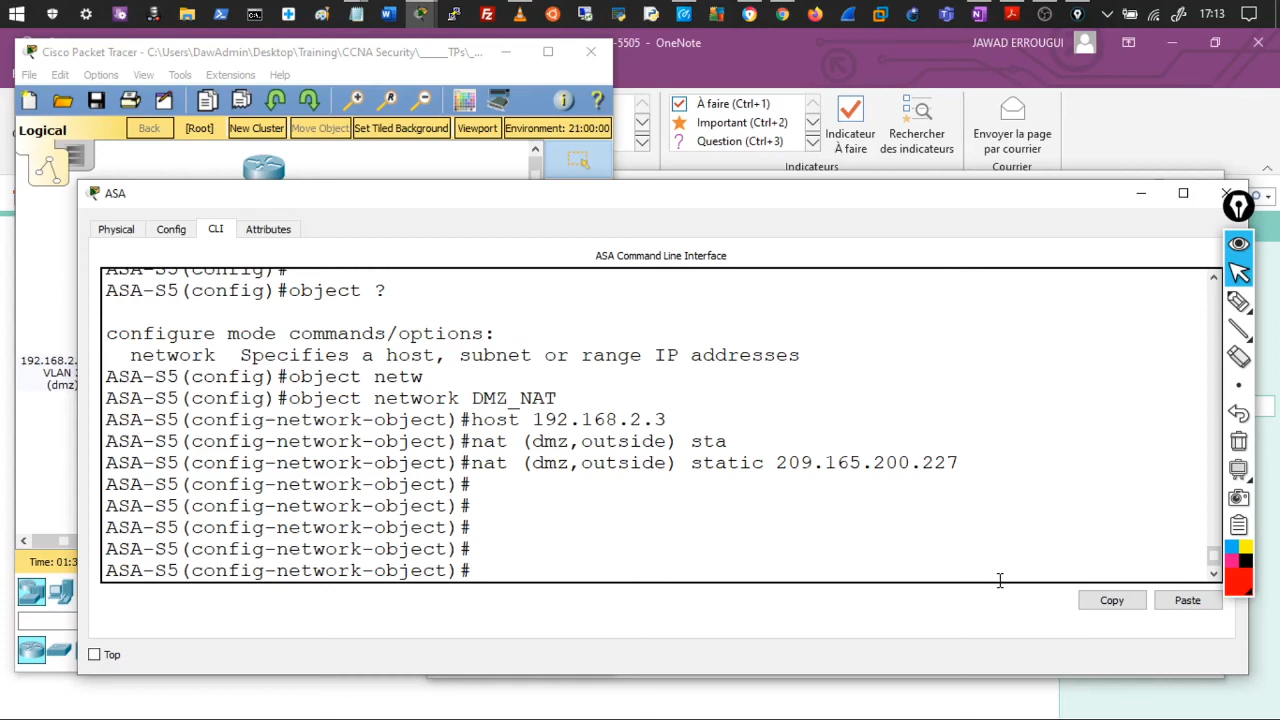 17:13
Cisco Packet Tracer - C:\Users\DawAdmin\Desktop\Training\CCNA Security\_____TPs\_...
-5505 - OneNote
JAWAD ERROUGUI
File Edit Options View Tools Extensions Help
À faire (Ctrl+1)
Important (Ctrl+2)
Question (Ctrl+3)
Indicateur
À faire
Rechercher
des indicateurs
Envoyer la page
par courrier
Indicateurs
Courrier
Logical
Back
[Root]
New Cluster
Move Object
Set Tiled Background
Viewport
Environment: 21:00:00
ASA
Physical
Config
CLI
Attributes
ASA Command Line Interface
ASA-S5(config)#
ASA-S5(config)#object ?
configure mode commands/options:
network Specifies a host, subnet or range IP addresses
ASA-S5(config)#object netw
ASA-S5(config)#object network DMZ_NAT
ASA-S5(config-network-object)#host 192.168.2.3
ASA-S5(config-network-object)#nat (dmz,outside) sta
ASA-S5(config-network-object)#nat (dmz,outside) static 209.165.200.227
ASA-S5(config-network-object)#
ASA-S5(config-network-object)#
ASA-S5(config-network-object)#
ASA-S5(config-network-object)#
ASA-S5(config-network-object)#
192.168.2.
VLAN
(dmz)
Time: 01:3
Copy
Paste
Top